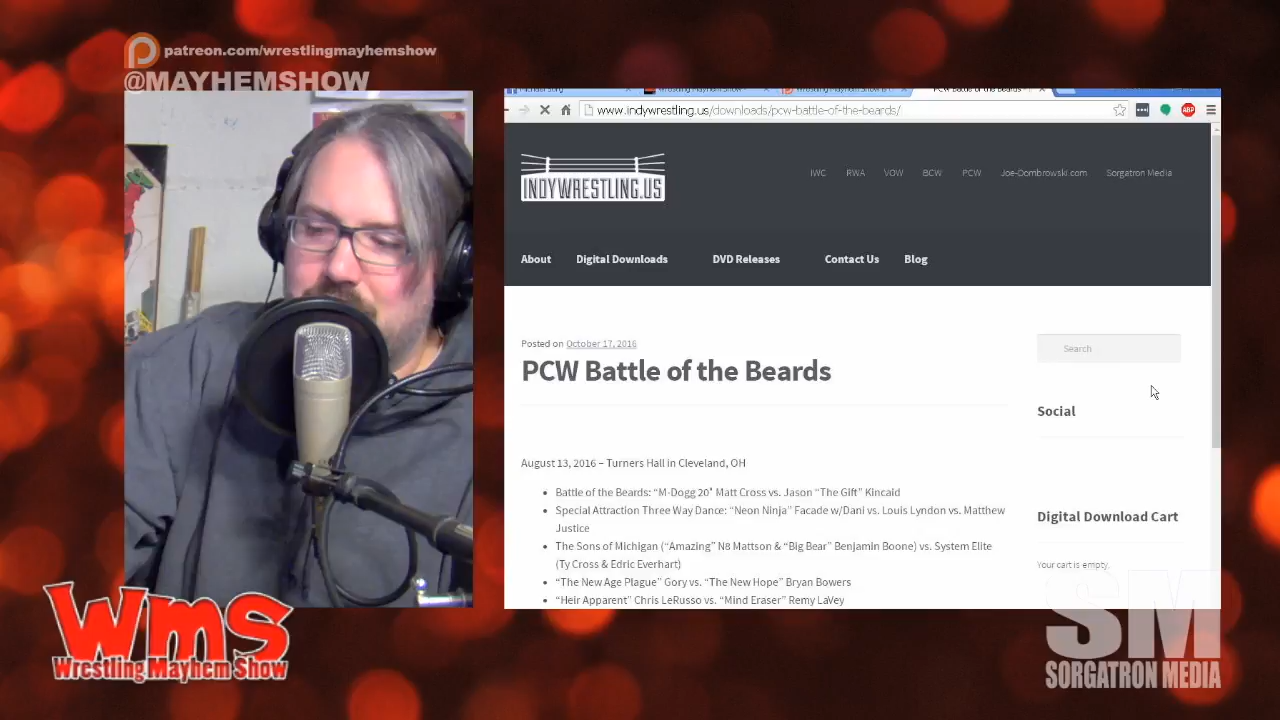 patreon.com/wrestlingmayhemshow
@MAYHEMSHOW
www.indywrestling.us/downloads/pcw-battle-of-the-beards/
ABP
INDYWRESTLING.US
IWC RWA VOW BCW PCW Joe-Dombrowski.com Sorgatron Media
About Digital Downloads DVD Releases Contact Us Blog
Posted on October 17, 2016
PCW Battle of the Beards
Search
Social
August 13, 2016 – Turners Hall in Cleveland, OH
• Battle of the Beards: “M-Dogg 20″ Matt Cross vs. Jason “The Gift” Kincaid
• Special Attraction Three Way Dance: “Neon Ninja” Facade w/Dani vs. Louis Lyndon vs. Matthew
Justice
• The Sons of Michigan (“Amazing” N8 Mattson & “Big Bear” Benjamin Boone) vs. System Elite
(Ty Cross & Edric Everhart)
• “The New Age Plague” Gory vs. “The New Hope” Bryan Bowers
• “Heir Apparent” Chris LeRusso vs. “Mind Eraser” Remy LaVey
Digital Download Cart
Your cart is empty.
wms
Wrestling Mayhem Show
SM
SORGATRON MEDIA